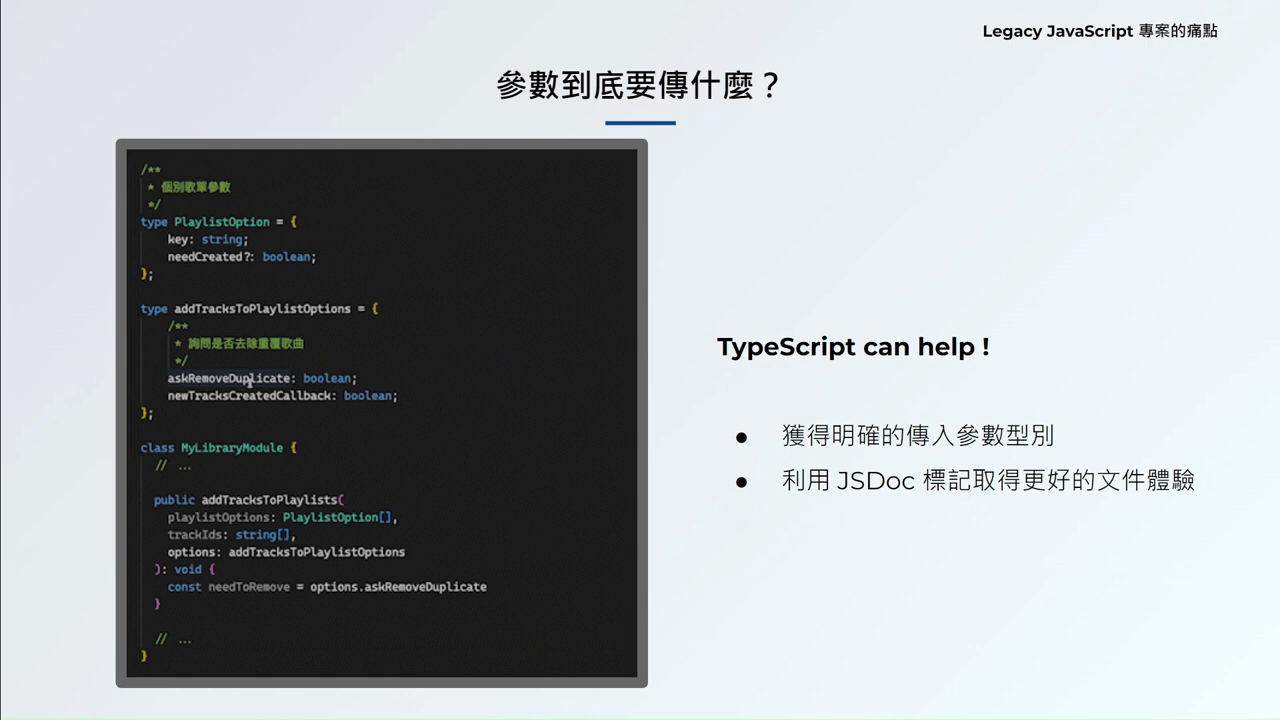 Legacy JavaScript 專案的痛點
參數到底要傳什麼？
/**
 * 個別歌單參數
 */
type PlaylistOption = {
    key: string;
    needCreated?: boolean;
};

type addTracksToPlaylistOptions = {
    /**
     * 詢問是否去除重覆歌曲
     */
    askRemoveDuplicate: boolean;
    newTracksCreatedCallback: boolean;
};

class MyLibraryModule {
  // ...

  public addTracksToPlaylists(
    playlistOptions: PlaylistOption[],
    trackIds: string[],
    options: addTracksToPlaylistOptions
  ): void {
    const needToRemove = options.askRemoveDuplicate
  }

  // ...
}
TypeScript can help !
● 獲得明確的傳入參數型別
● 利用 JSDoc 標記取得更好的文件體驗